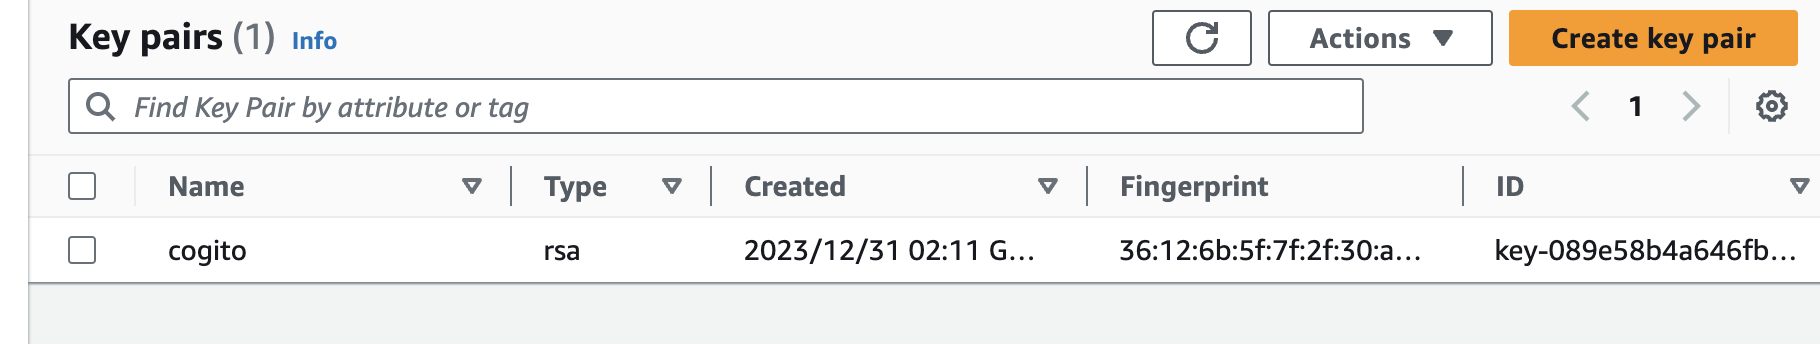 Key pairs (1) Info
Actions
Create key pair
Find Key Pair by attribute or tag
1
Name Type Created Fingerprint ID
cogito rsa 2023/12/31 02:11 G... 36:12:6b:5f:7f:2f:30:a... key-089e58b4a646fb...